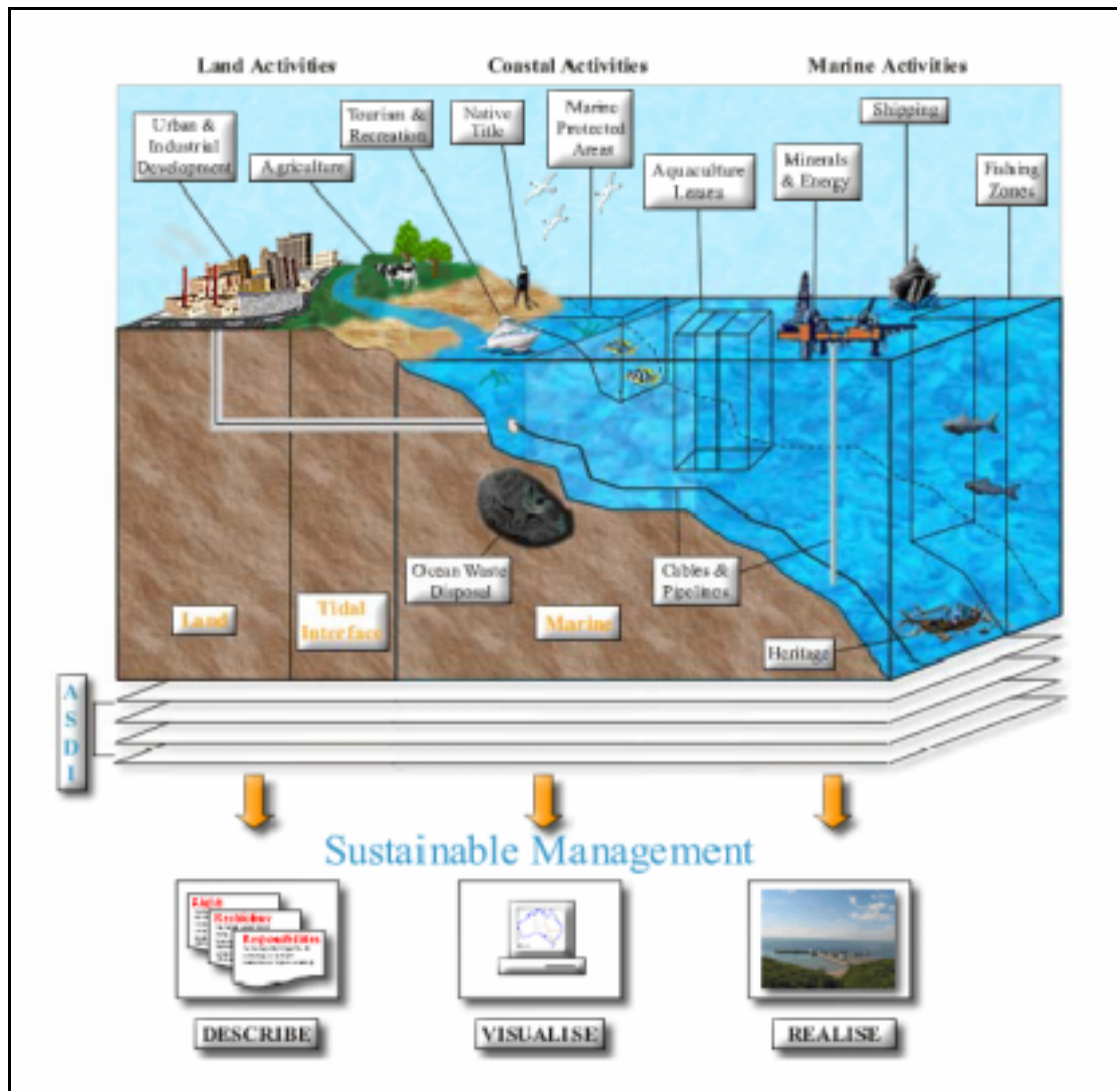 Land Activities
Coastal Activities
Marine Activities
Urban &
Industrial
Development
Agriculture
Tourism &
Recreation
Native
Title
Marine
Protected
Areas
Aquaculture
Leases
Minerals
& Energy
Shipping
Fishing
Zones
Ocean Waste
Disposal
Cables &
Pipelines
Heritage
Land
Tidal
Interface
Marine
A
S
D
I
Sustainable Management
Rights
Restrictions
Responsibilities
DESCRIBE
VISUALISE
REALISE